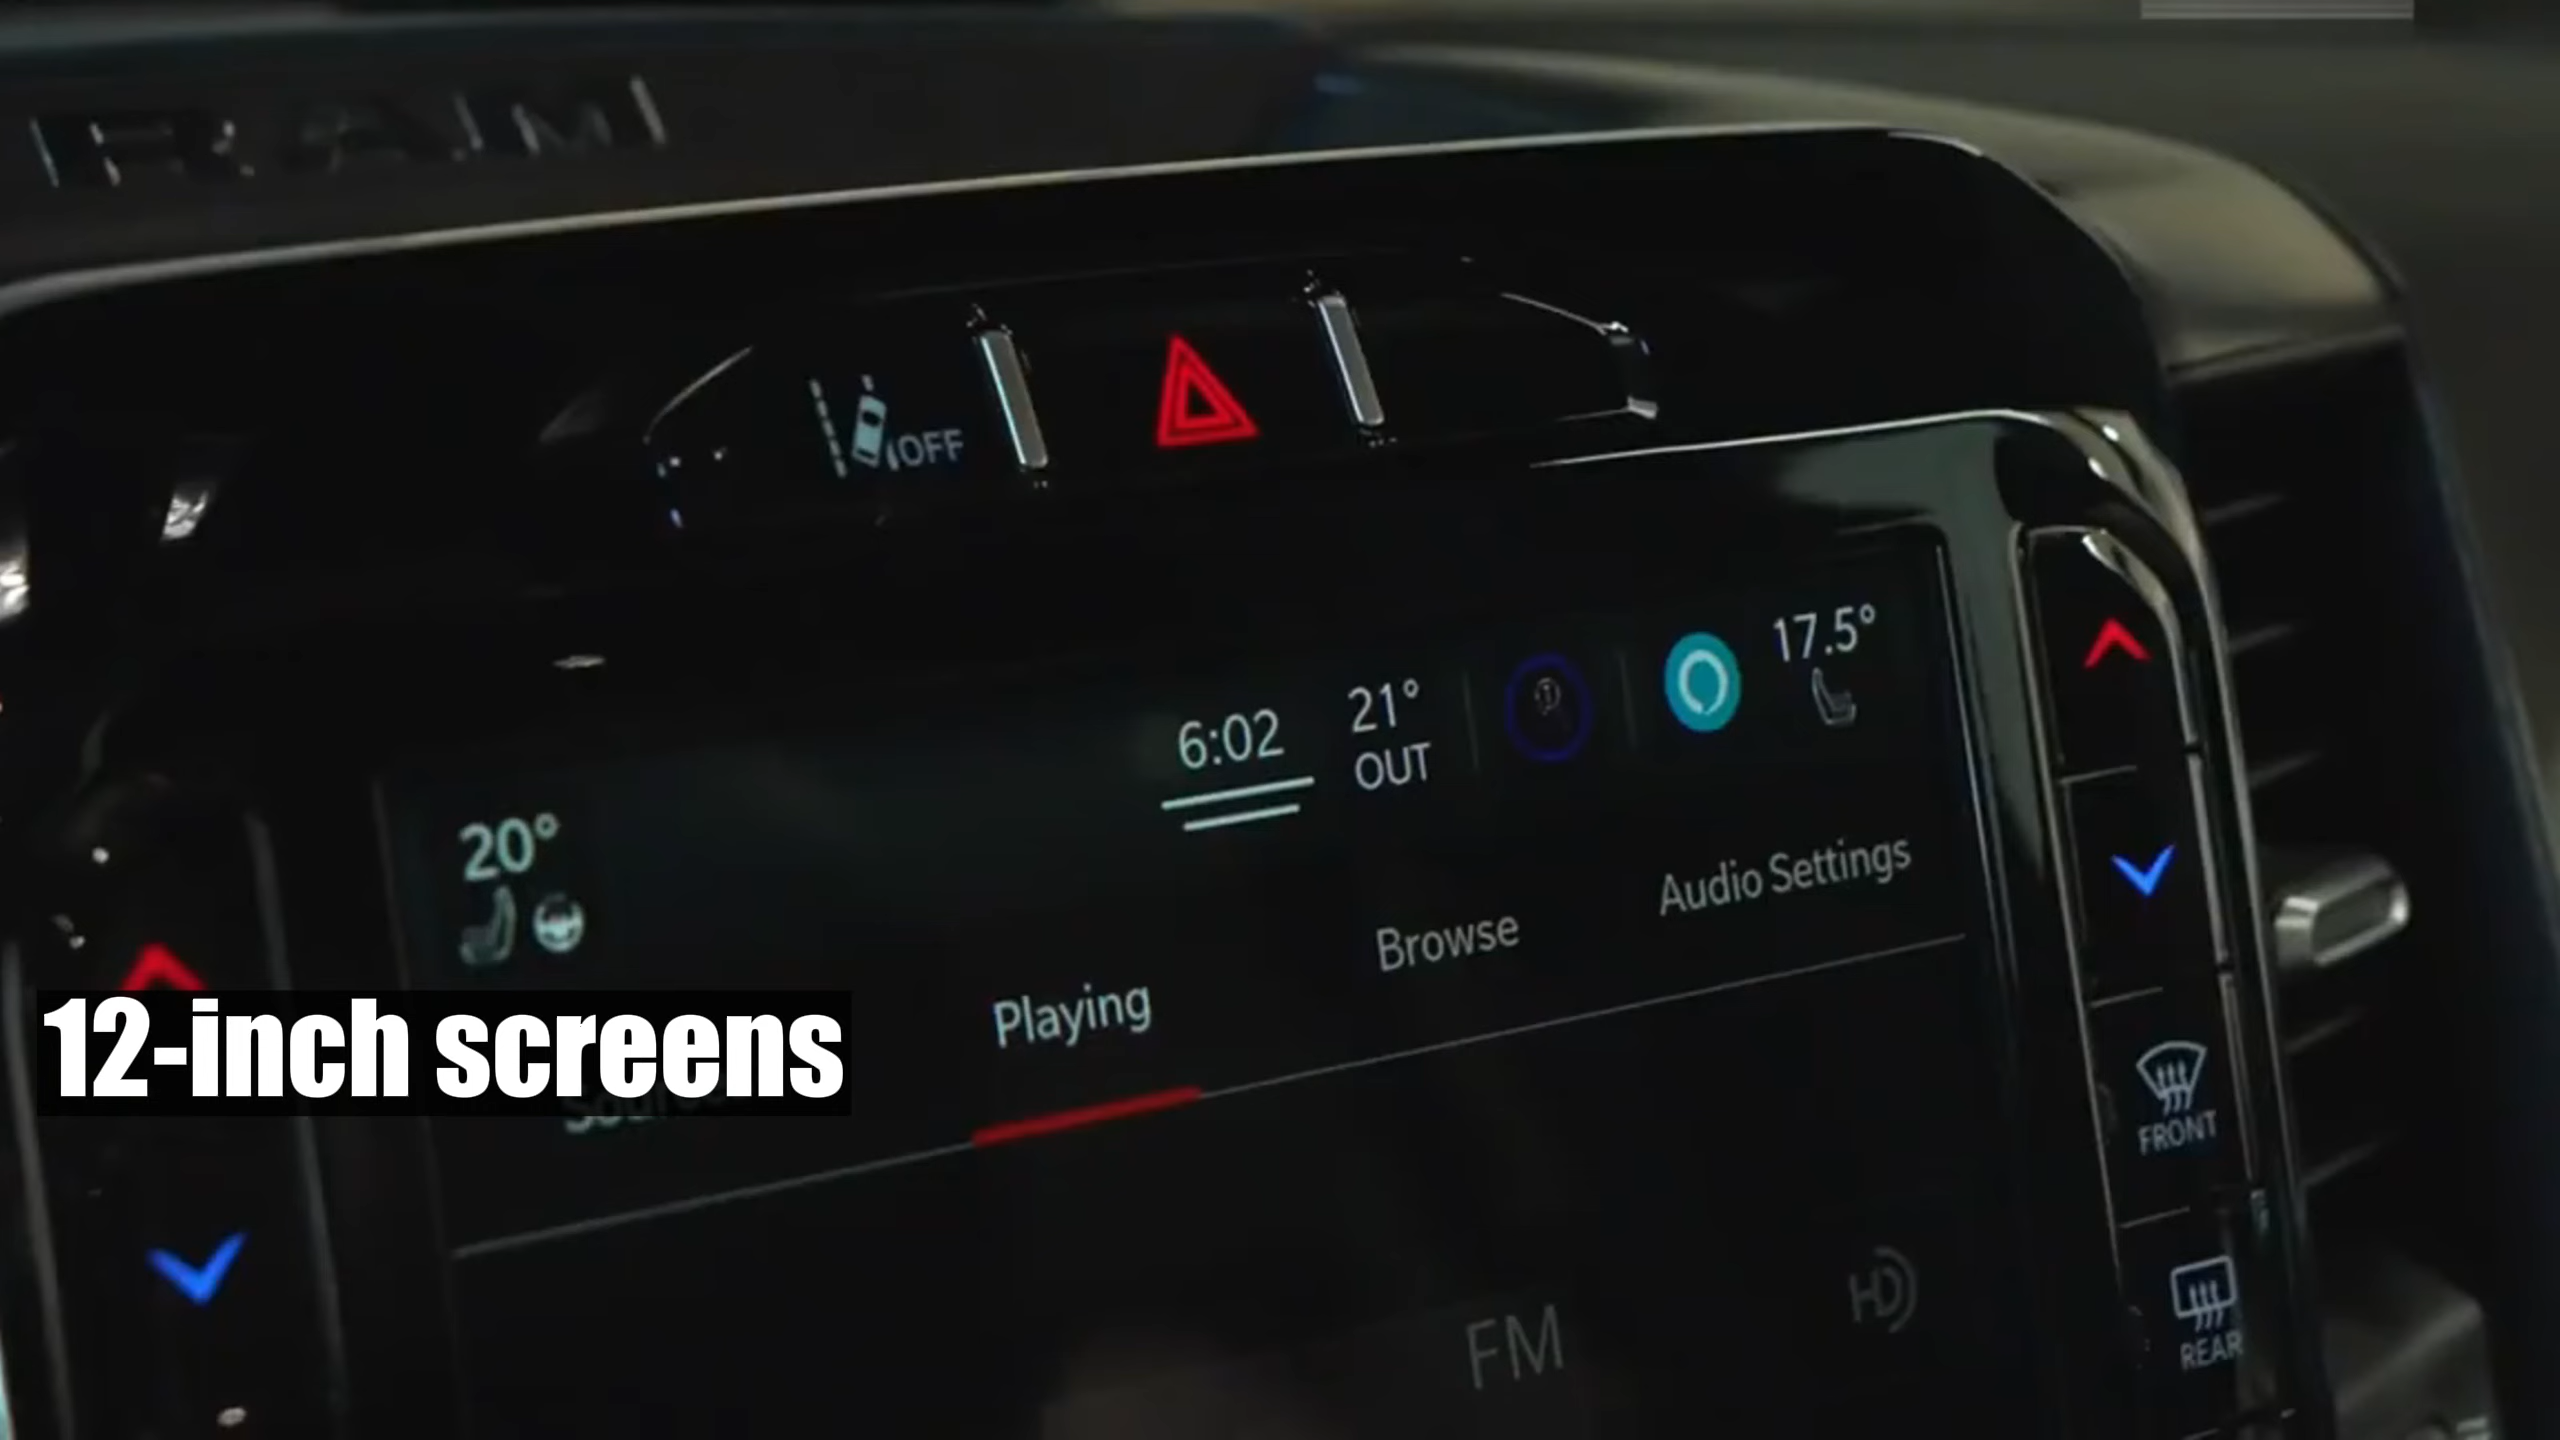 RAM
OFF
6:02
21°
OUT
17.5°
20°
Audio Settings
Browse
Playing
12-inch screens
FRONT
FM
HD
REAR